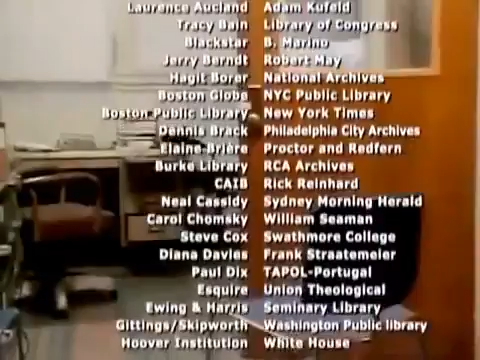 Laurence Aucland Adam Kufeld
Tracy Bain Library of Congress
Blackstar B. Marino
Jerry Berndt Robert May
Hagit Borer National Archives
Boston Globe NYC Public Library
Boston Public Library New York Times
Dennis Brack Philadelphia City Archives
Elaine Brière Proctor and Redfern
Burke Library RCA Archives
CAIB Rick Reinhard
Neal Cassidy Sydney Morning Herald
Carol Chomsky William Seaman
Steve Cox Swathmore College
Diana Davies Frank Straatemeier
Paul Dix TAPOL-Portugal
Esquire Union Theological
Ewing & Harris Seminary Library
Gittings/Skipworth Washington Public library
Hoover Institution White House